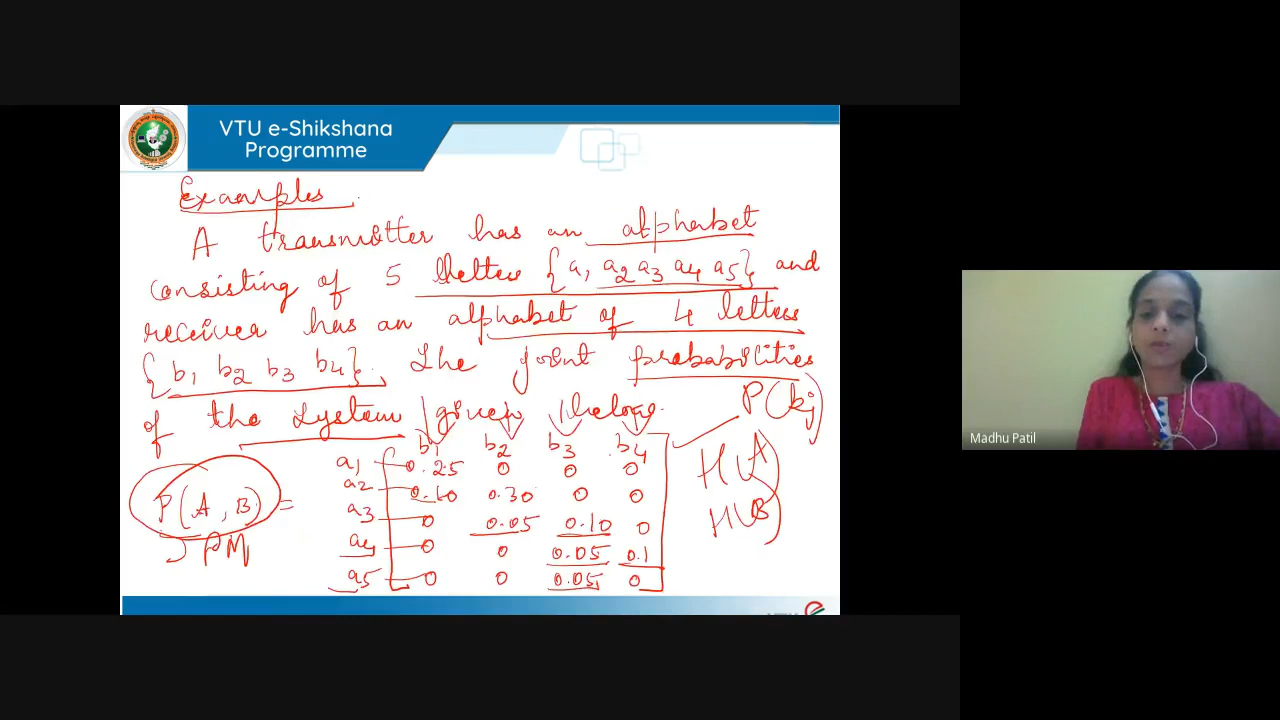 VTU e-Shikshana
Programme
Examples
A transmitter has an alphabet
consisting of 5 letters {a1 a2 a3 a4 a5} and
receiver has an alphabet of 4 letters
{b1 b2 b3 b4}. The joint probabilities
of the system given below. P(kj)
b1 b2 b3 b4
a1 0.25 0 0 0 H(A)
a2 0.10 0.30 0 0
P(A,B) = a3 0 0.05 0.10 0 H(B)
JPM a4 0 0 0.05 0.1
a5 0 0 0.05 0
Madhu Patil